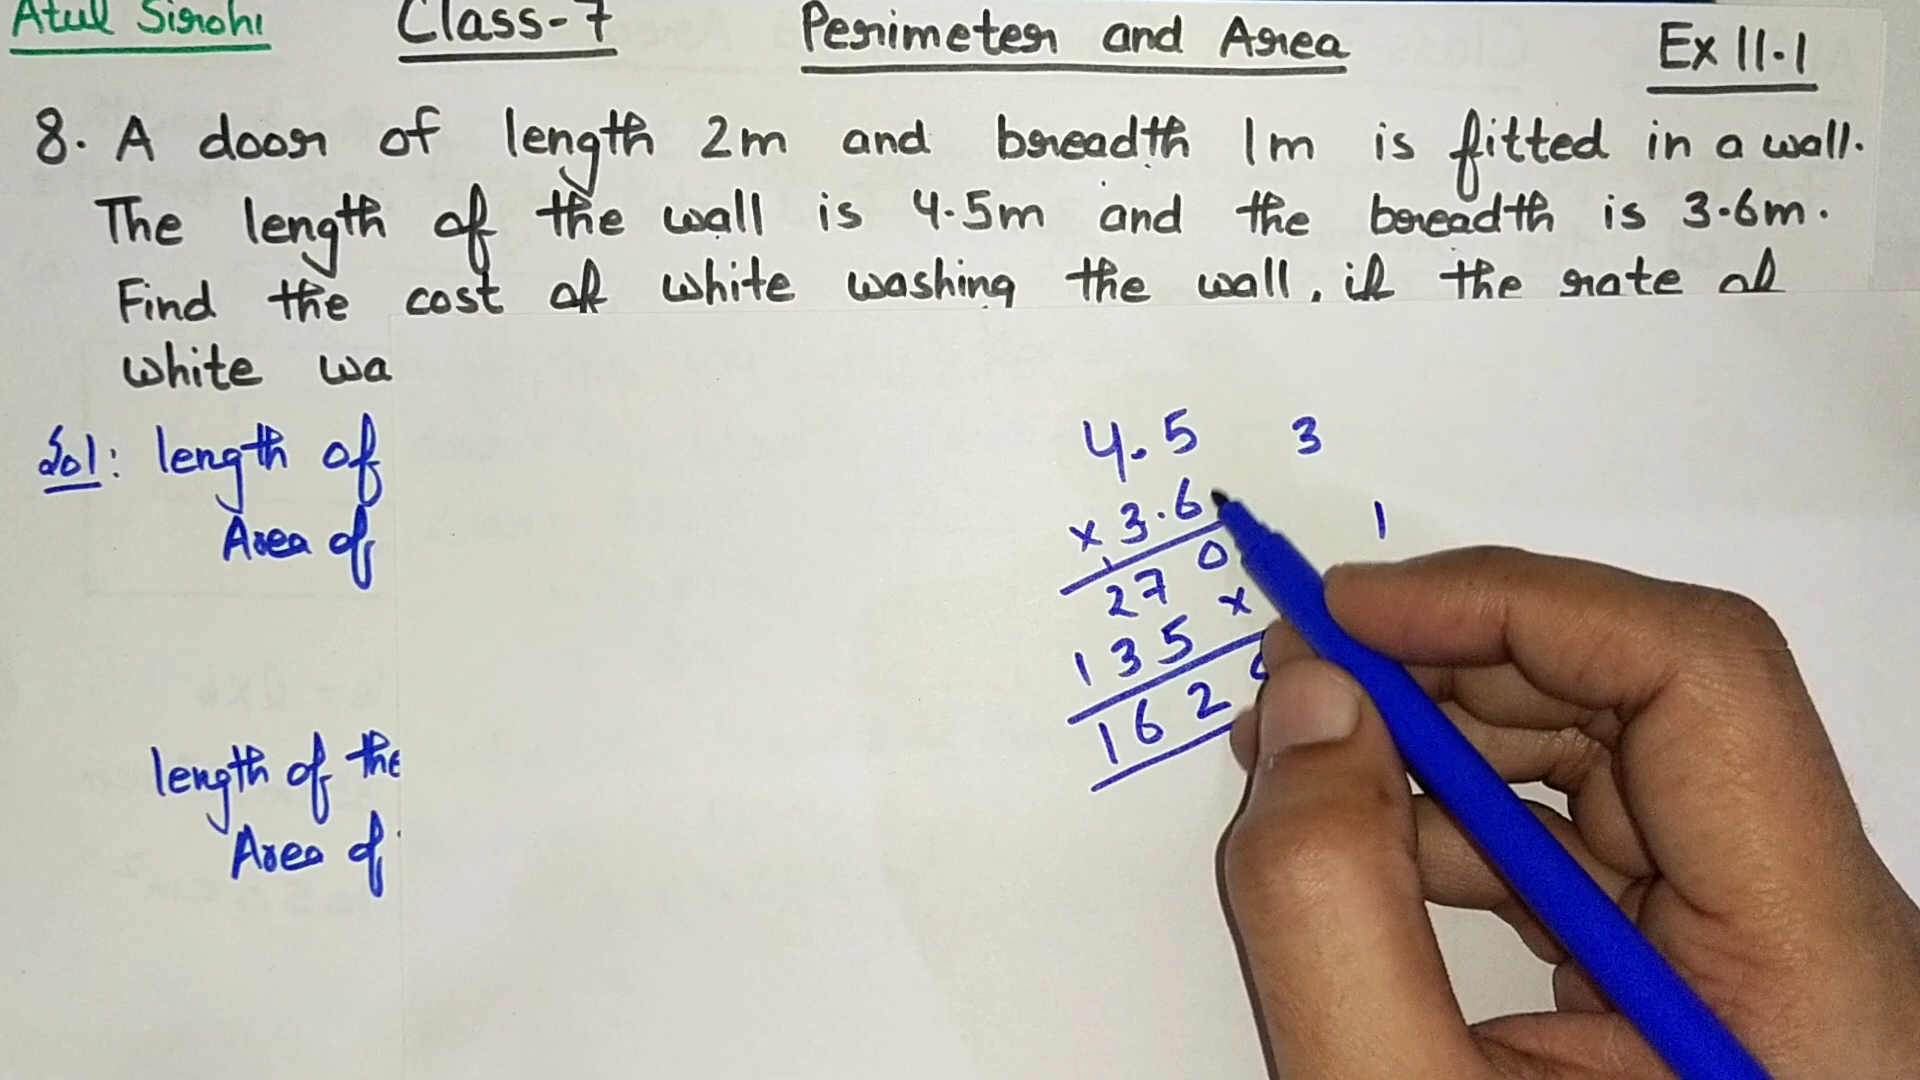 Atul Sirohi Class-7 Perimeter and Area Ex 11.1
8. A door of length 2m and breadth 1m is fitted in a wall.
The length of the wall is 4.5m and the breadth is 3.6m.
Find the cost of white washing the wall, if the rate of
white wa
Sol: length of
Area of
length of the
Area of
4.5 3
× 3.6 1
1
27 0
135 ×
162